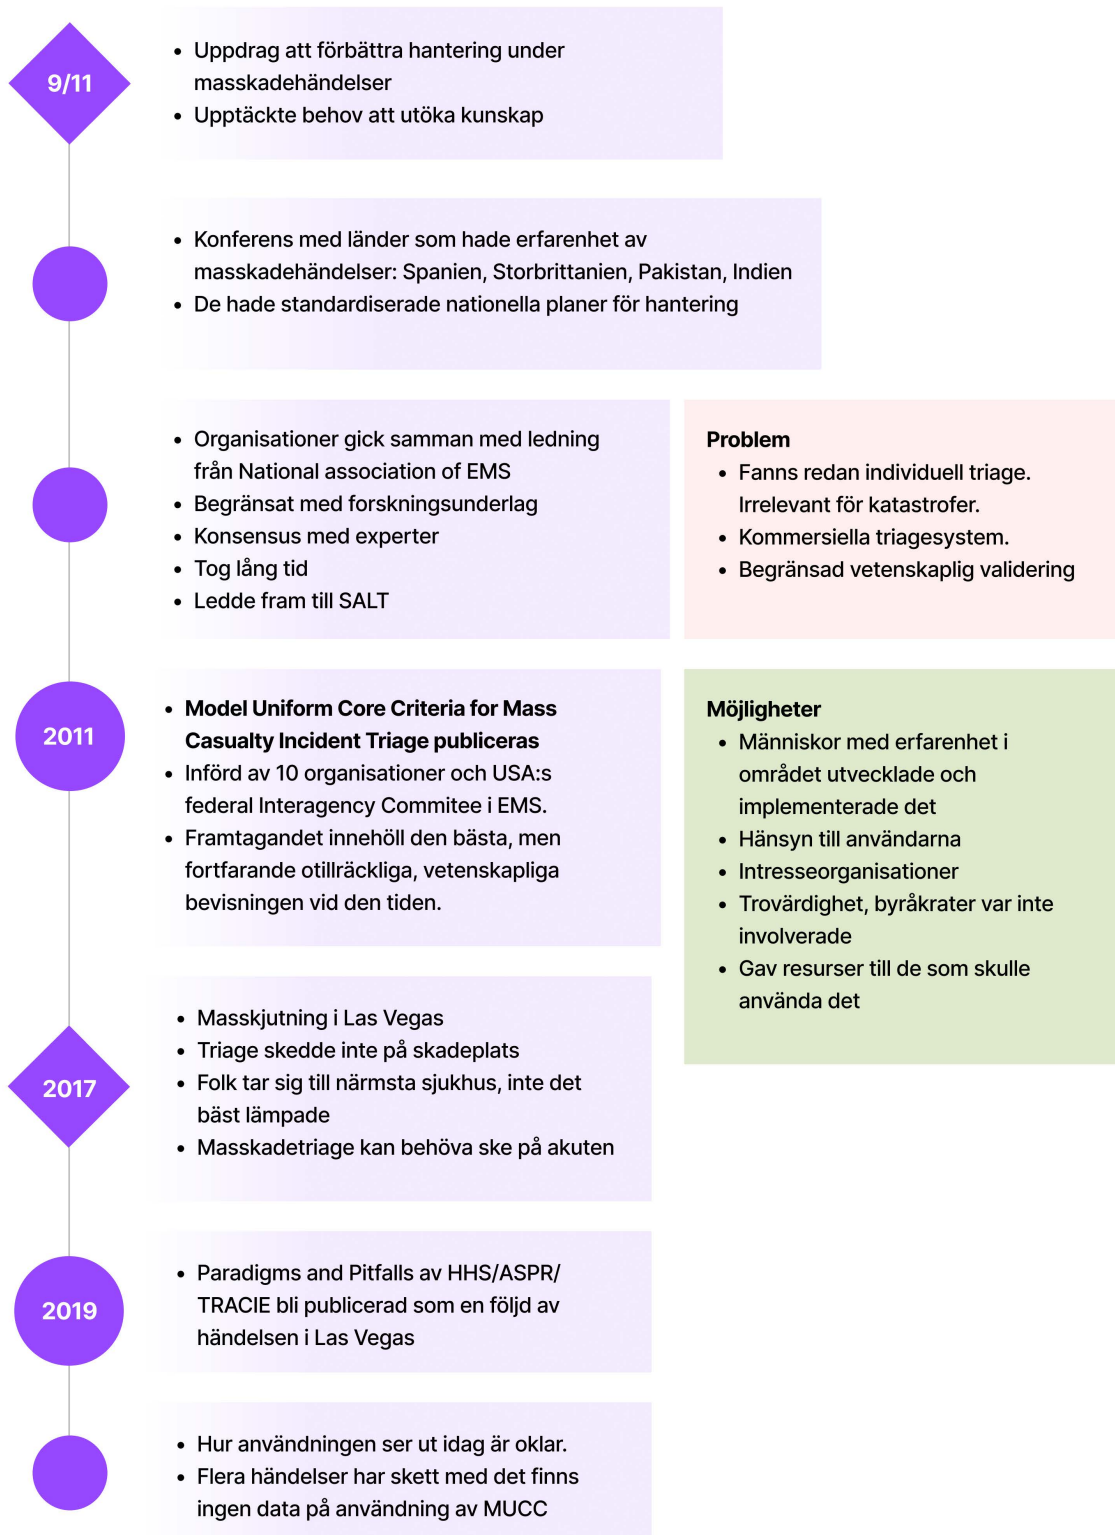 9/11
• Uppdrag att förbättra hantering under
masskadehändelser
• Upptäckte behov att utöka kunskap
• Konferens med länder som hade erfarenhet av
masskadehändelser: Spanien, Storbrittanien, Pakistan, Indien
• De hade standardiserade nationella planer för hantering
• Organisationer gick samman med ledning
från National association of EMS
• Begränsat med forskningsunderlag
• Konsensus med experter
• Tog lång tid
• Ledde fram till SALT
Problem
• Fanns redan individuell triage.
Irrelevant för katastrofer.
• Kommersiella triagesystem.
• Begränsad vetenskaplig validering
2011
• Model Uniform Core Criteria for Mass
Casualty Incident Triage publiceras
• Införd av 10 organisationer och USA:s
federal Interagency Commitee i EMS.
• Framtagandet innehöll den bästa, men
fortfarande otillräckliga, vetenskapliga
bevisningen vid den tiden.
Möjligheter
• Människor med erfarenhet i
området utvecklade och
implementerade det
• Hänsyn till användarna
• Intresseorganisationer
• Trovärdighet, byråkrater var inte
involverade
• Gav resurser till de som skulle
använda det
2017
• Masskjutning i Las Vegas
• Triage skedde inte på skadeplats
• Folk tar sig till närmsta sjukhus, inte det
bäst lämpade
• Masskadetriage kan behöva ske på akuten
2019
• Paradigms and Pitfalls av HHS/ASPR/
TRACIE bli publicerad som en följd av
händelsen i Las Vegas
• Hur användningen ser ut idag är oklar.
• Flera händelser har skett med det finns
ingen data på användning av MUCC